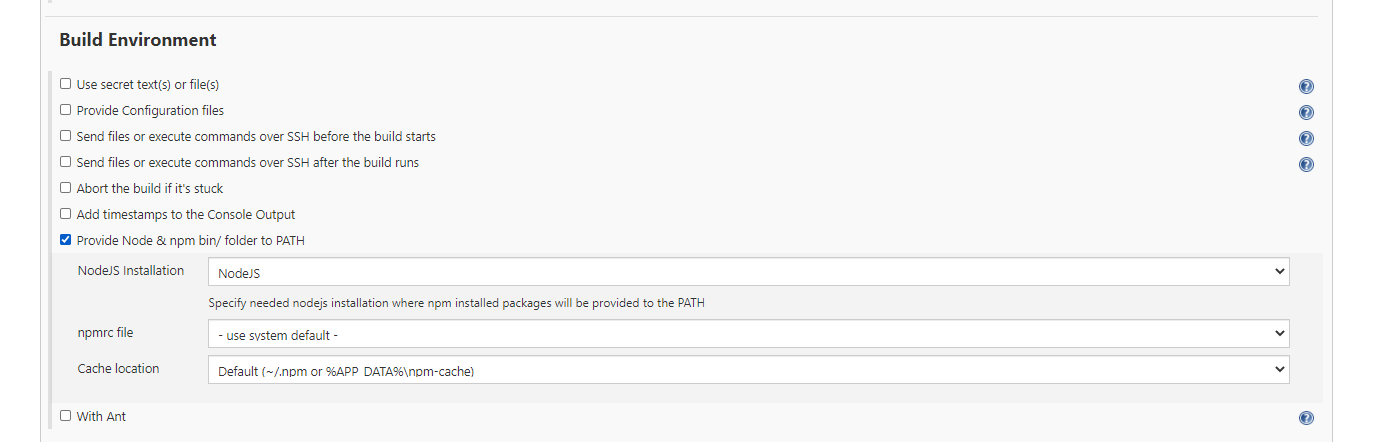 Build Environment
Use secret text(s) or file(s)
Provide Configuration files
Send files or execute commands over SSH before the build starts
Send files or execute commands over SSH after the build runs
Abort the build if it's stuck
Add timestamps to the Console Output
Provide Node & npm bin/ folder to PATH
NodeJS Installation NodeJS
Specify needed nodejs installation where npm installed packages will be provided to the PATH
npmrc file - use system default -
Cache location Default (~/.npm or %APP_DATA%\npm-cache)
With Ant